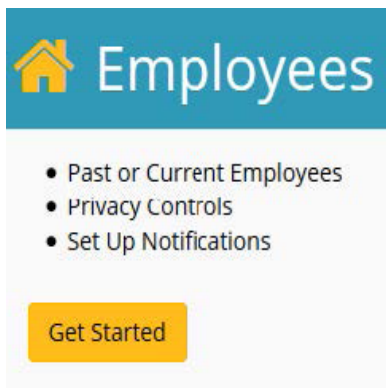 Employees
Past or Current Employees
Privacy Controls
Set Up Notifications
Get Started